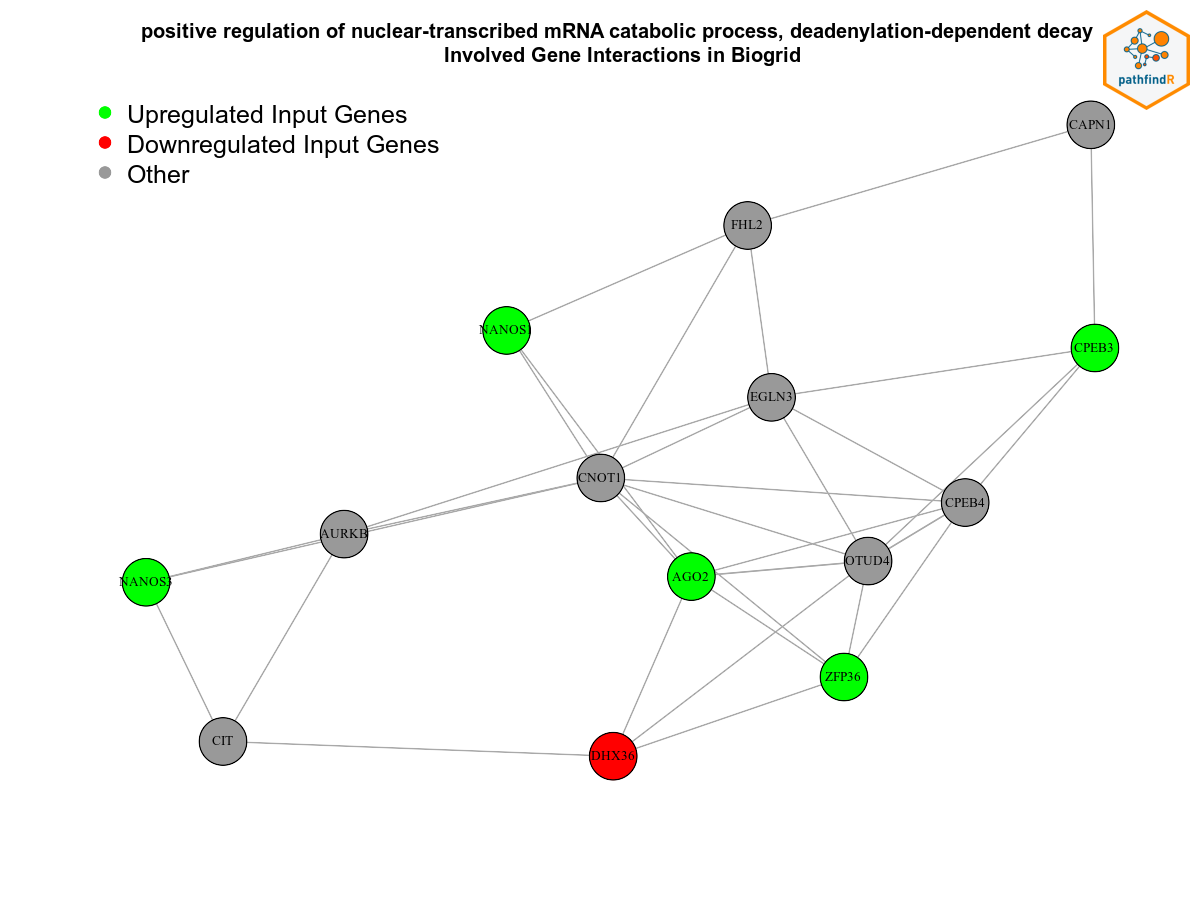 positive regulation of nuclear-transcribed mRNA catabolic process, deadenylation-dependent decay
Involved Gene Interactions in Biogrid
pathfindR
Upregulated Input Genes
Downregulated Input Genes
Other
CAPN1
FHL2
NANOS1
CPEB3
EGLN3
CNOT1
CPEB4
AURKB
OTUD4
AGO2
NANOS3
ZFP36
CIT
DHX36